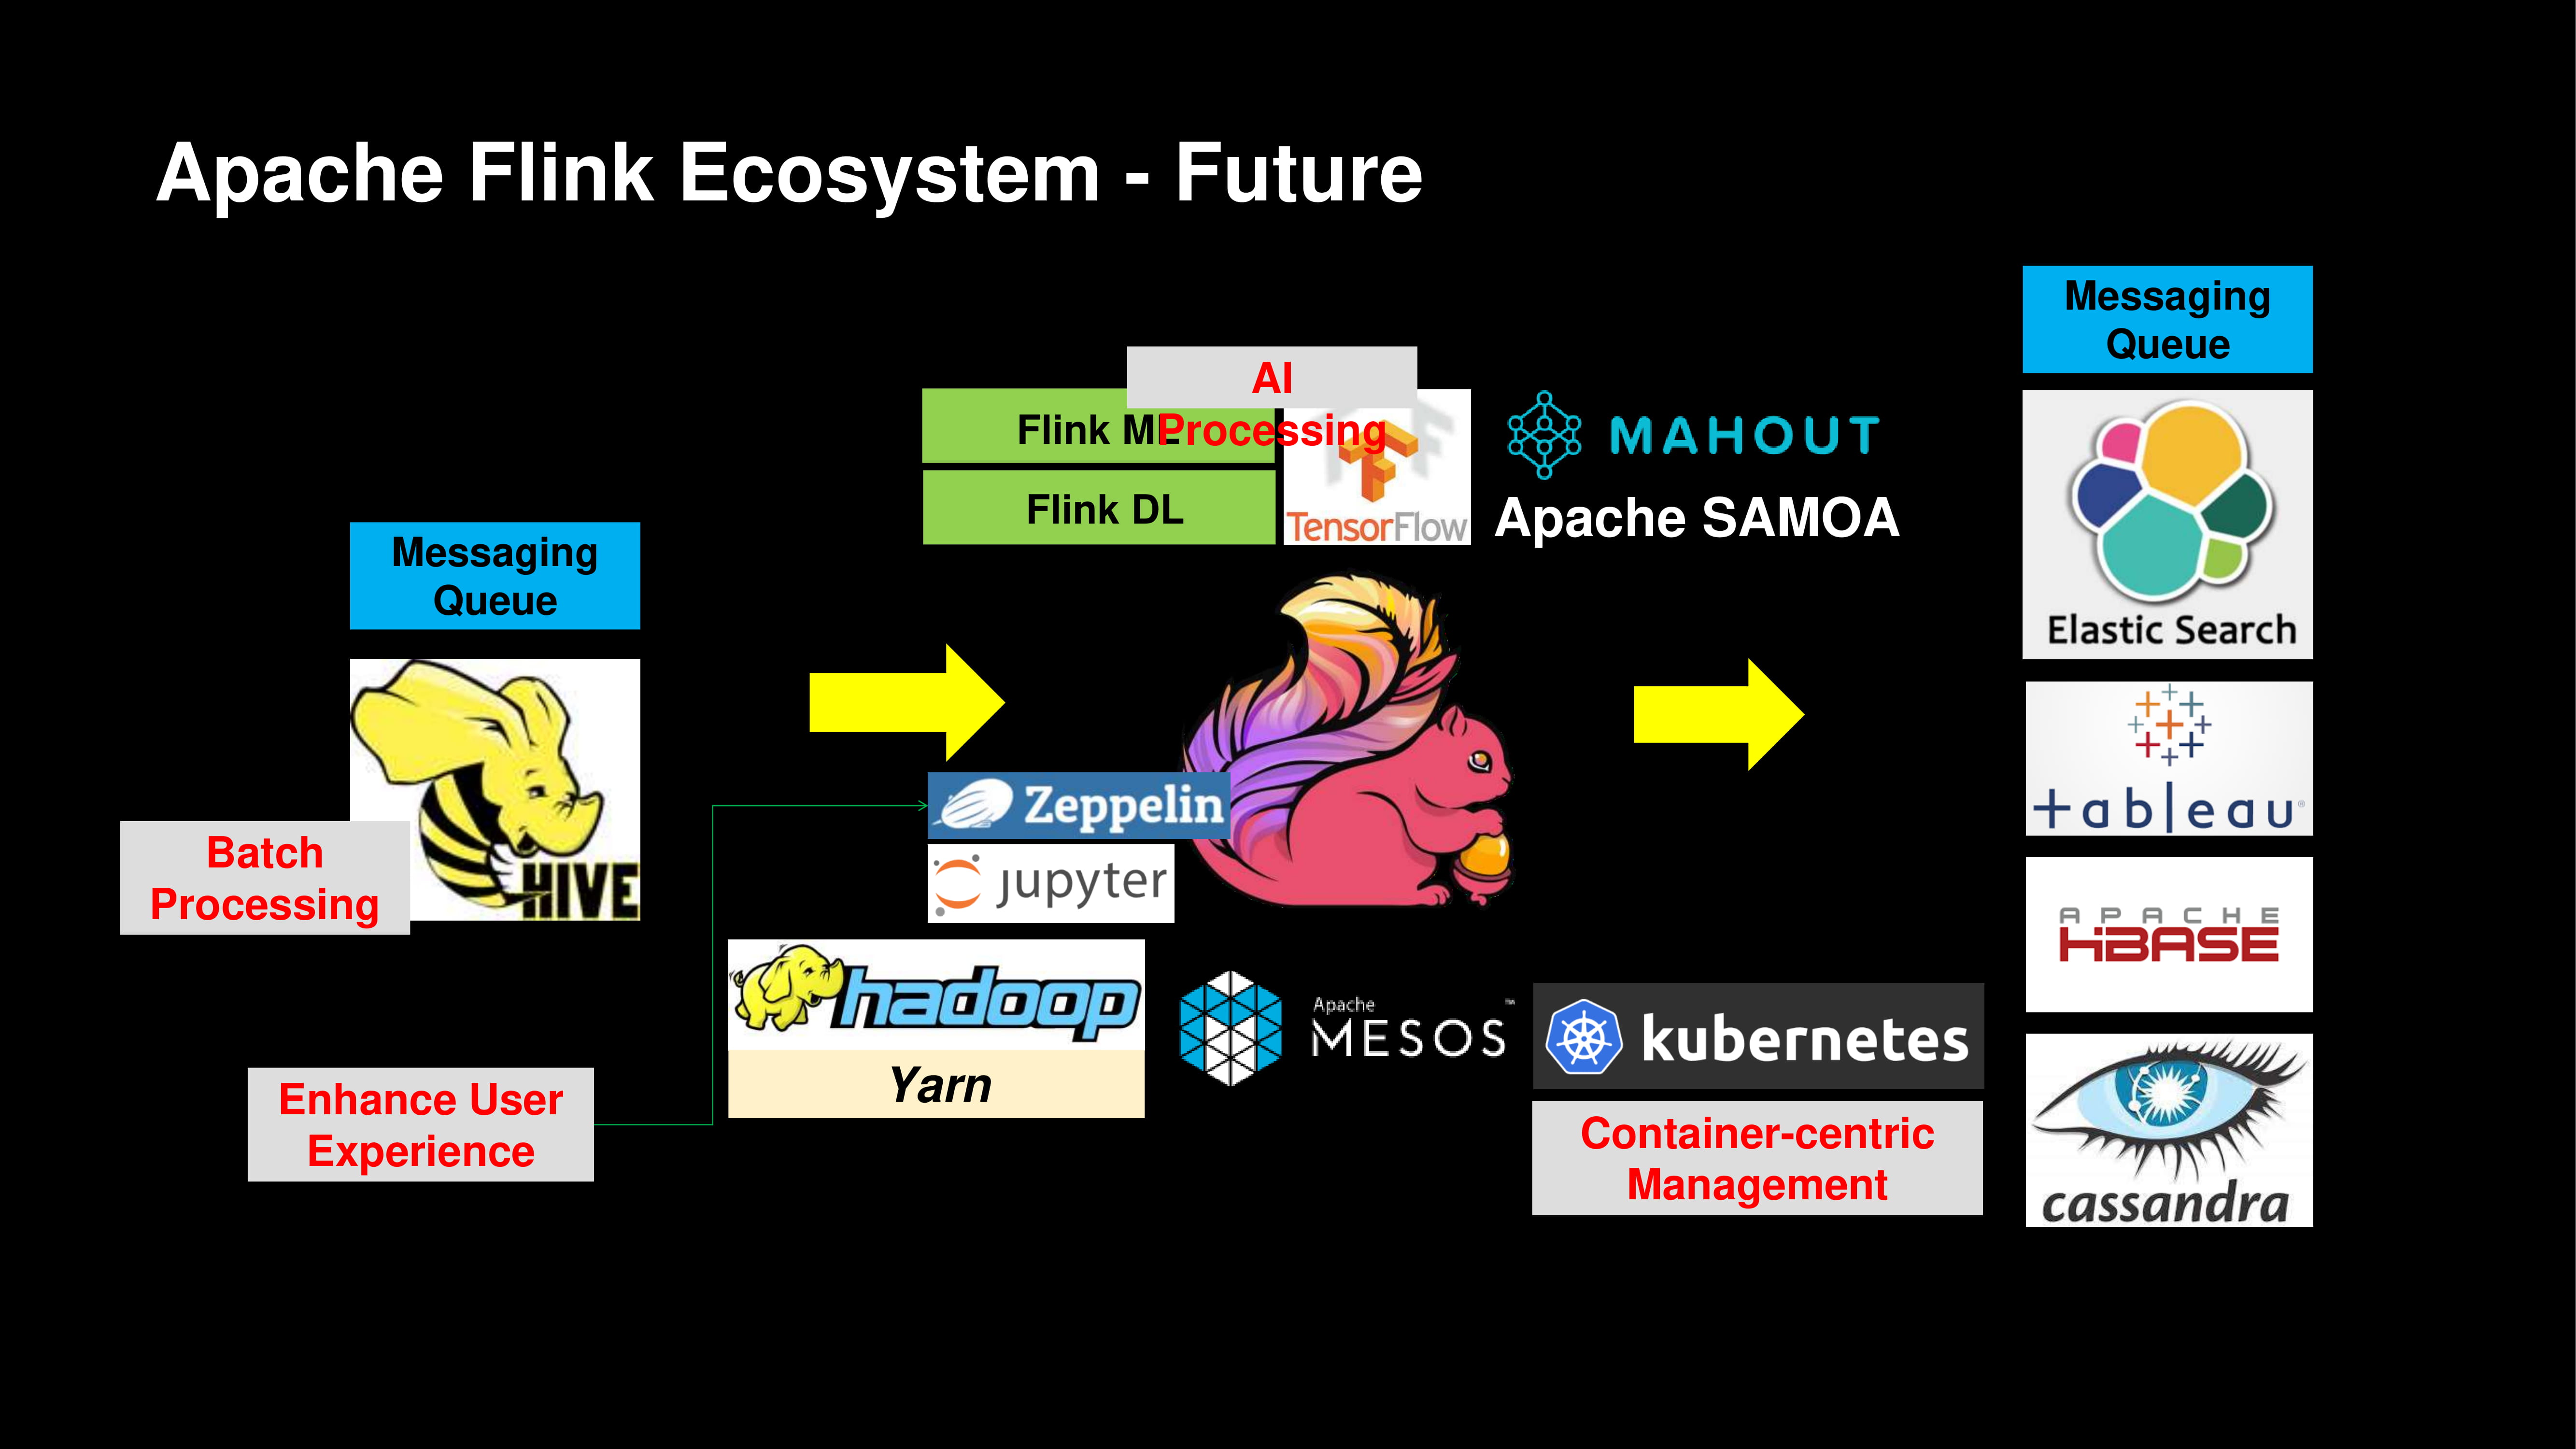 Apache Flink Ecosystem - Future
Messaging
Queue
HIVE
Batch
Processing
Enhance User
Experience
AI
Processing
Flink ML
Flink DL
TensorFlow
MAHOUT
Apache SAMOA
Zeppelin
jupyter
hadoop
Yarn
Apache
MESOS
TM
kubernetes
Container-centric
Management
Messaging
Queue
Elastic Search
+ableau®
APACHE
HBASE
cassandra